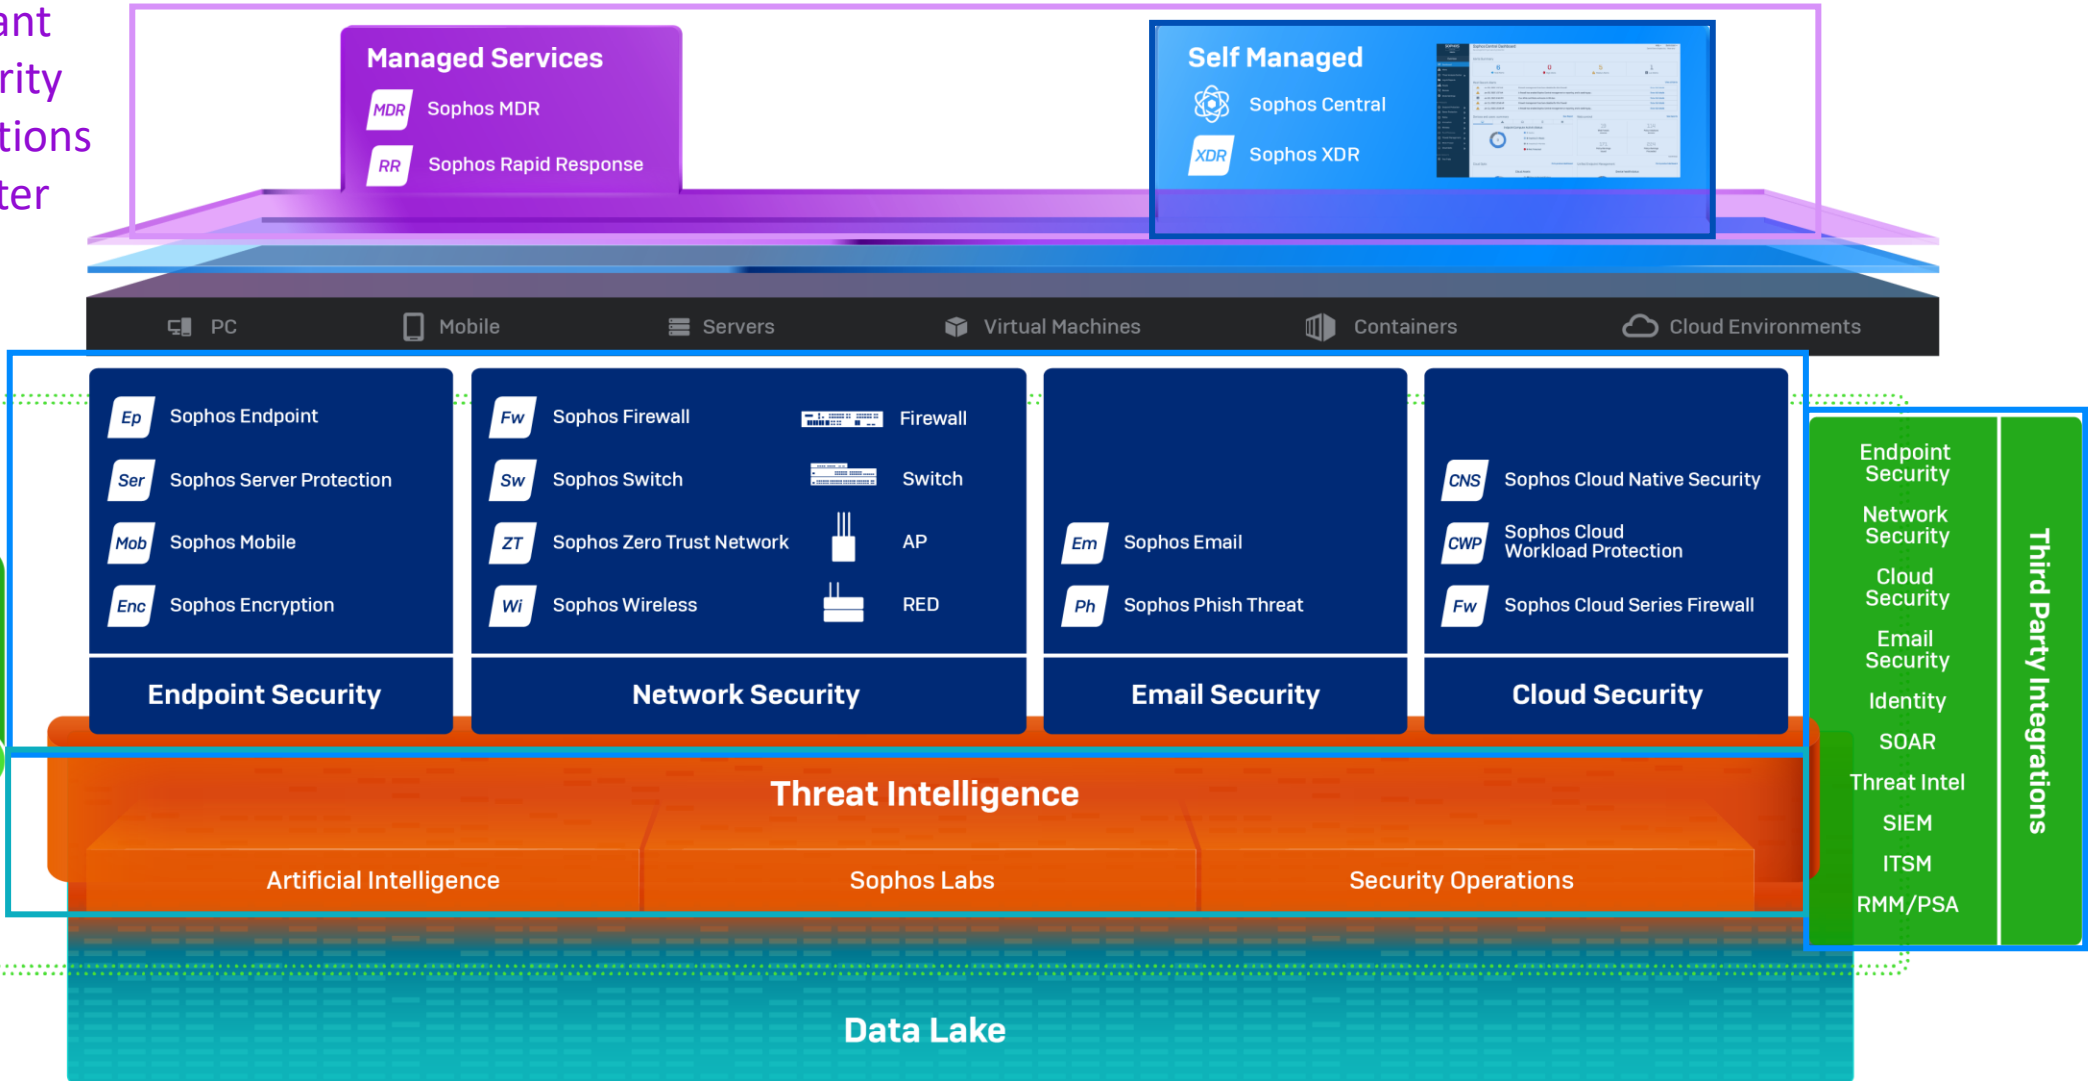 Managed Services
MDR Sophos MDR
RR Sophos Rapid Response
Self Managed
Sophos Central
XDR Sophos XDR
SOPHOS
Sophos Central Dashboard
PC
Mobile
Servers
Virtual Machines
Containers
Cloud Environments
Ep Sophos Endpoint
Ser Sophos Server Protection
Mob Sophos Mobile
Enc Sophos Encryption
Endpoint Security
Fw Sophos Firewall
Firewall
Sw Sophos Switch
Switch
ZT Sophos Zero Trust Network
AP
Wi Sophos Wireless
RED
Network Security
Em Sophos Email
Ph Sophos Phish Threat
Email Security
CNS Sophos Cloud Native Security
CWP Sophos Cloud
Workload Protection
Fw Sophos Cloud Series Firewall
Cloud Security
Endpoint
Security
Network
Security
Cloud
Security
Email
Security
Identity
SOAR
Threat Intel
SIEM
ITSM
RMM/PSA
Third Party Integrations
Threat Intelligence
Artificial Intelligence
Sophos Labs
Security Operations
Data Lake